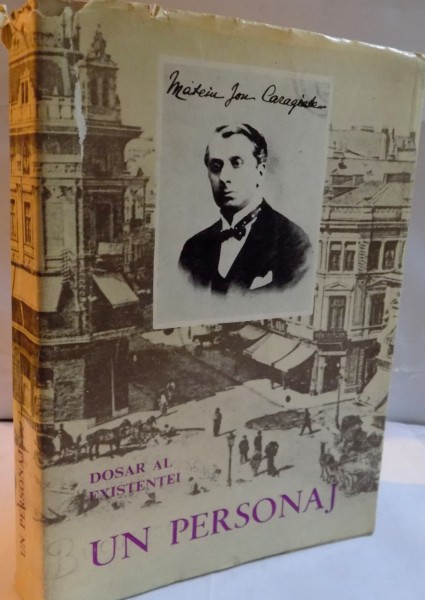 Mateiu Ion Caragiale
DOSAR AL
EXISTENȚEI
UN PERSONAJ
UN PERSONAJ